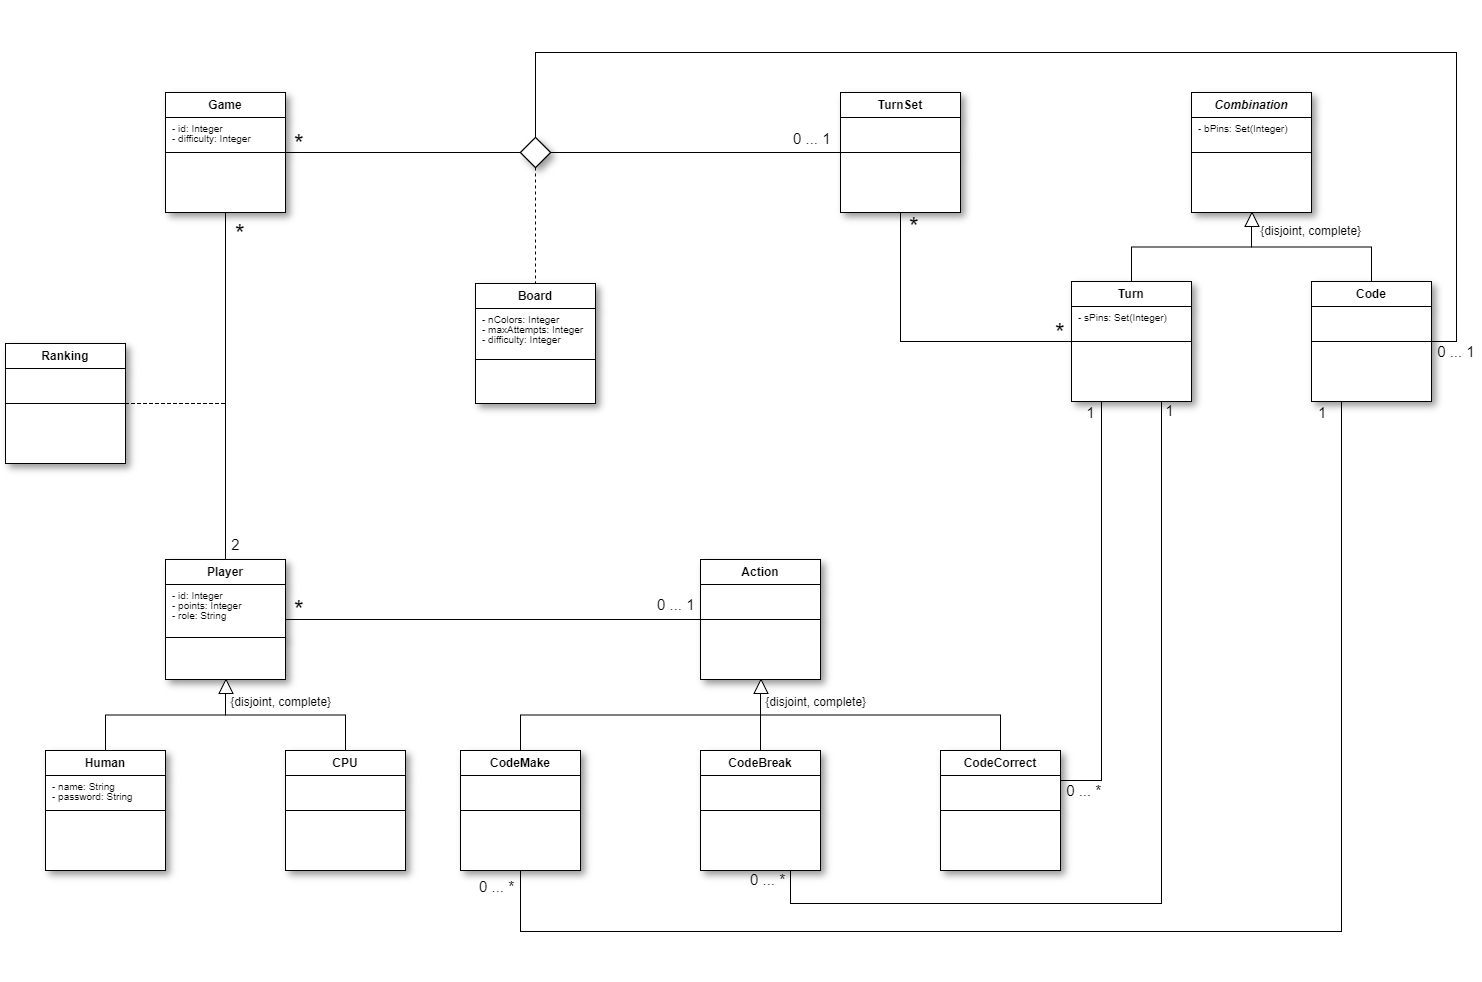 Game
- id: Integer
- difficulty: Integer
*
*
0 ... 1
TurnSet
*
Combination
- bPins: Set(Integer)
{disjoint, complete}
Board
- nColors: Integer
- maxAttempts: Integer
- difficulty: Integer
Turn
- sPins: Set(Integer)
*
1
1
Code
0 ... 1
1
Ranking
2
Player
- id: Integer
- points: Integer
- role: String
*
0 ... 1
Action
{disjoint, complete}
{disjoint, complete}
Human
- name: String
- password: String
CPU
CodeMake
0 ... *
CodeBreak
0 ... *
CodeCorrect
0 ... *